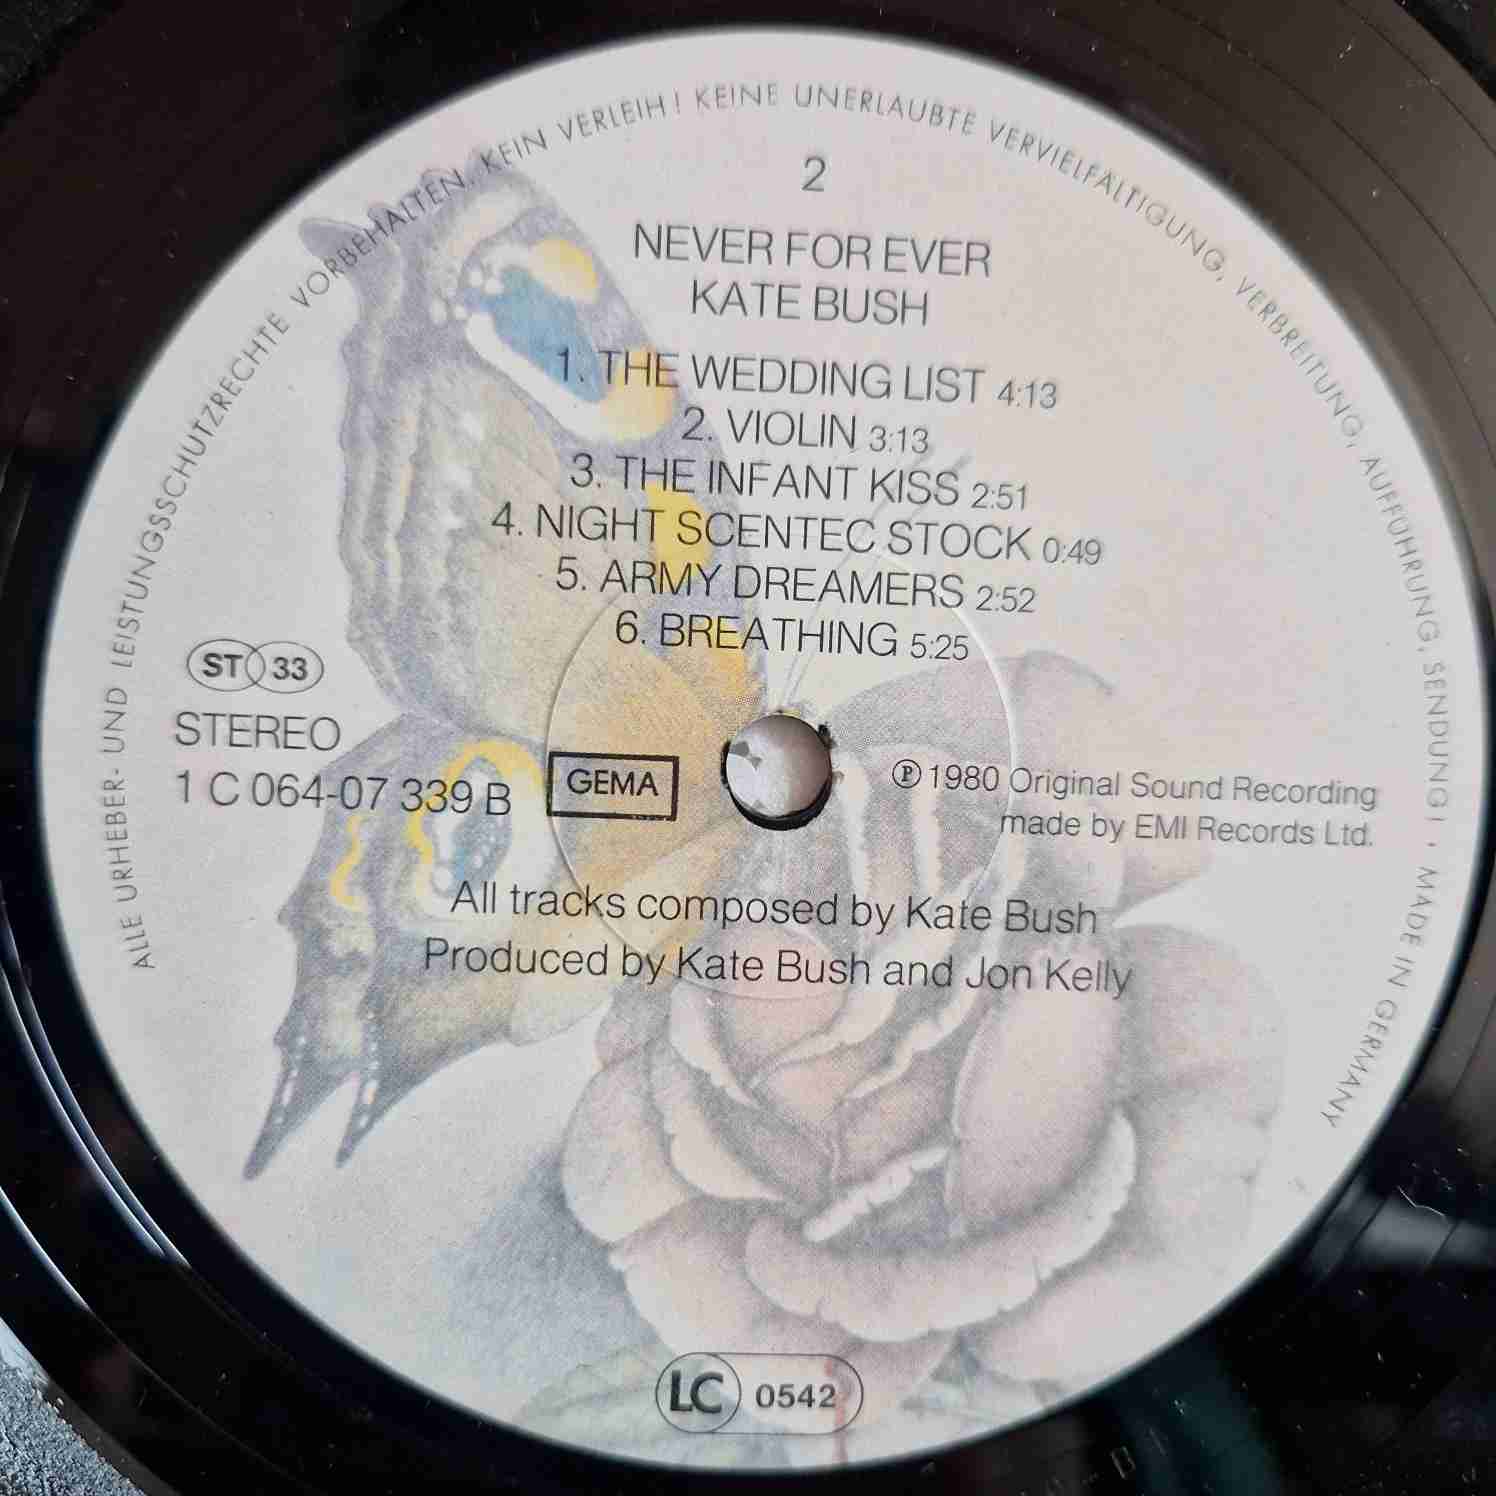 ALLE URHEBER- UND LEISTUNGSSCHUTZRECHTE VORBEHALTEN. KEIN VERLEIH! KEINE UNERLAUBTE VERVIELFÄLTIGUNG, VERBREITUNG, AUFFÜHRUNG, SENDUNG! • MADE IN GERMANY
2
NEVER FOR EVER
KATE BUSH
1. THE WEDDING LIST 4:13
2. VIOLIN 3:13
3. THE INFANT KISS 2:51
4. NIGHT SCENTEC STOCK 0:49
5. ARMY DREAMERS 2:52
6. BREATHING 5:25
ST 33
STEREO
1 C 064-07 339 B
GEMA
℗ 1980 Original Sound Recording
made by EMI Records Ltd.
All tracks composed by Kate Bush
Produced by Kate Bush and Jon Kelly
LC 0542